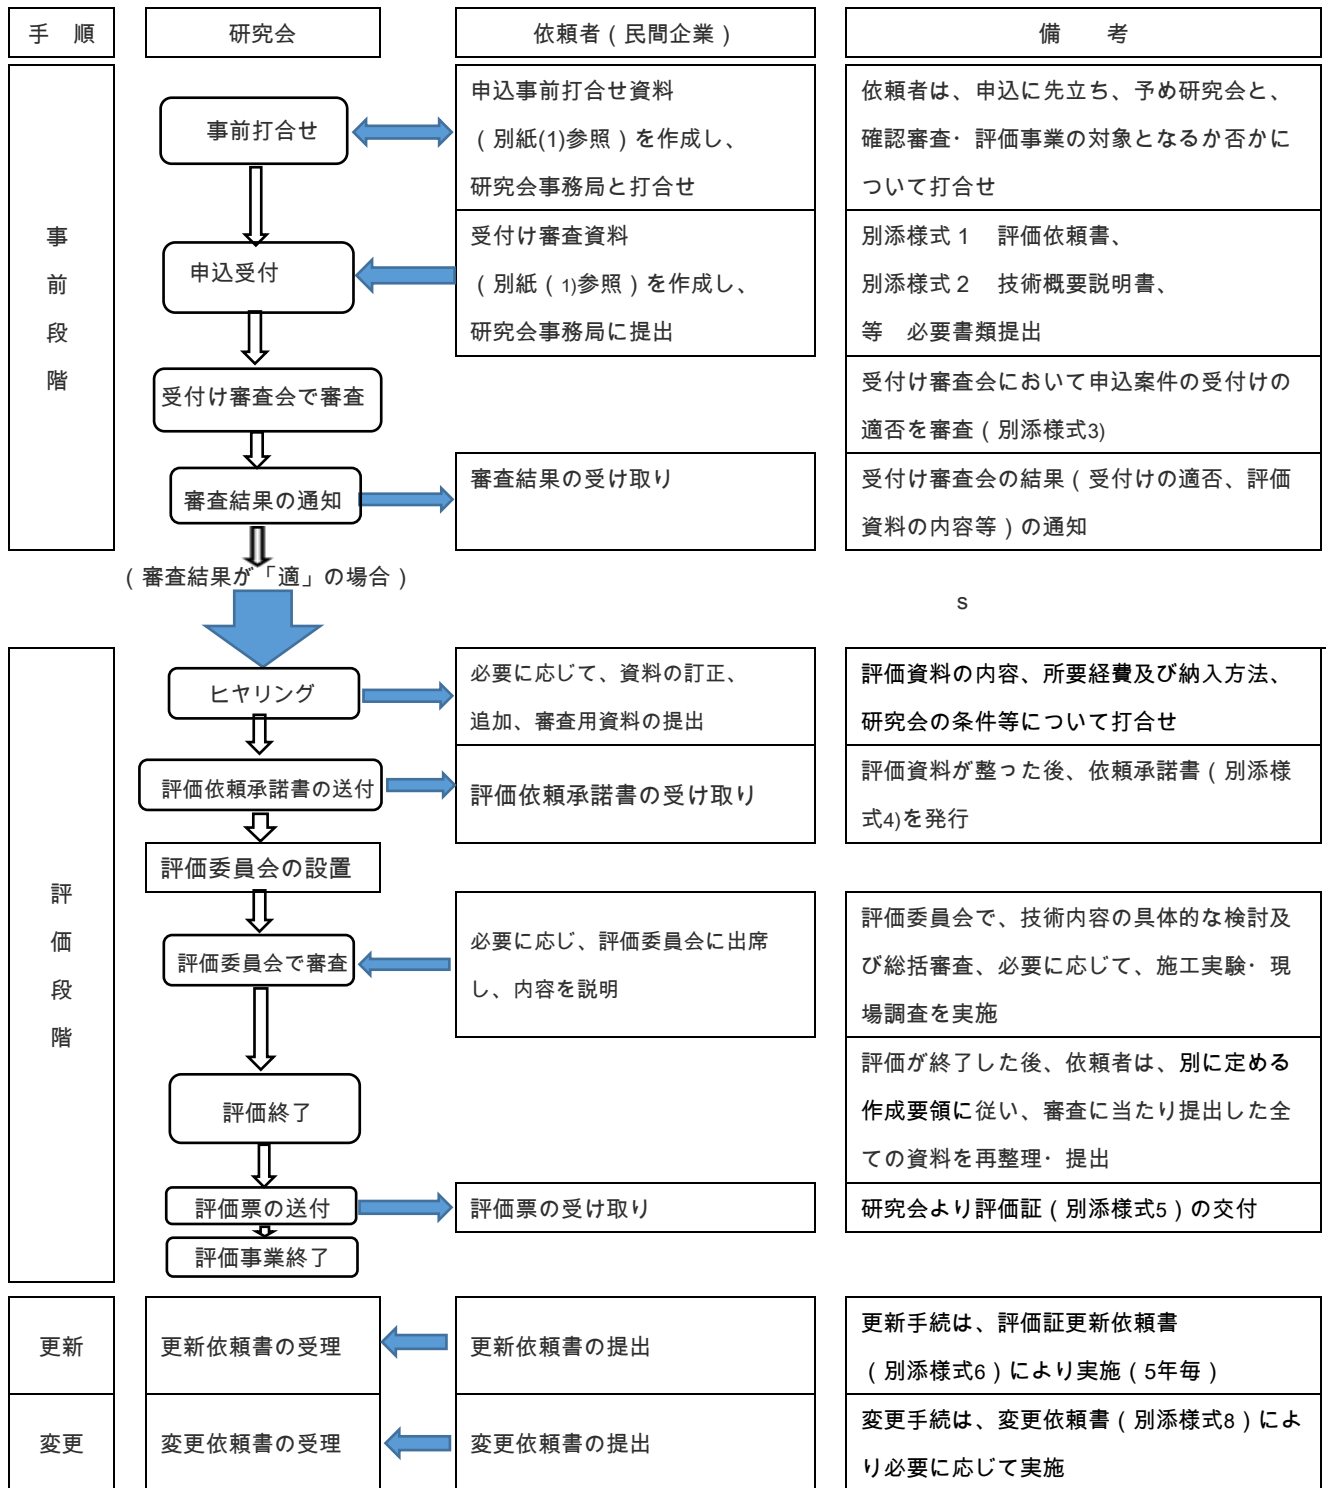 手　順
研究会
依頼者（民間企業）
備　　考
事
前
段
階
事前打合せ
申込事前打合せ資料
（別紙(1)参照）を作成し、
研究会事務局と打合せ
依頼者は、申込に先立ち、予め研究会と、
確認審査・評価事業の対象となるか否かに
ついて打合せ
申込受付
受付け審査資料
（別紙（1)参照）を作成し、
研究会事務局に提出
別添様式１　評価依頼書、
別添様式２　技術概要説明書、
等　必要書類提出
受付け審査会で審査
受付け審査会において申込案件の受付けの
適否を審査（別添様式3)
審査結果の通知
審査結果の受け取り
受付け審査会の結果（受付けの適否、評価
資料の内容等）の通知
（審査結果が「適」の場合）
s
評
価
段
階
ヒヤリング
必要に応じて、資料の訂正、
追加、審査用資料の提出
評価資料の内容、所要経費及び納入方法、
研究会の条件等について打合せ
評価依頼承諾書の送付
評価依頼承諾書の受け取り
評価資料が整った後、依頼承諾書（別添様
式4)を発行
評価委員会の設置
評価委員会で審査
必要に応じ、評価委員会に出席
し、内容を説明
評価委員会で、技術内容の具体的な検討及
び総括審査、必要に応じて、施工実験・現
場調査を実施
評価終了
評価が終了した後、依頼者は、別に定める
作成要領に従い、審査に当たり提出した全
ての資料を再整理・提出
評価票の送付
評価票の受け取り
研究会より評価証（別添様式5）の交付
評価事業終了
更新
更新依頼書の受理
更新依頼書の提出
更新手続は、評価証更新依頼書
（別添様式6）により実施（5年毎）
変更
変更依頼書の受理
変更依頼書の提出
変更手続は、変更依頼書（別添様式8）によ
り必要に応じて実施